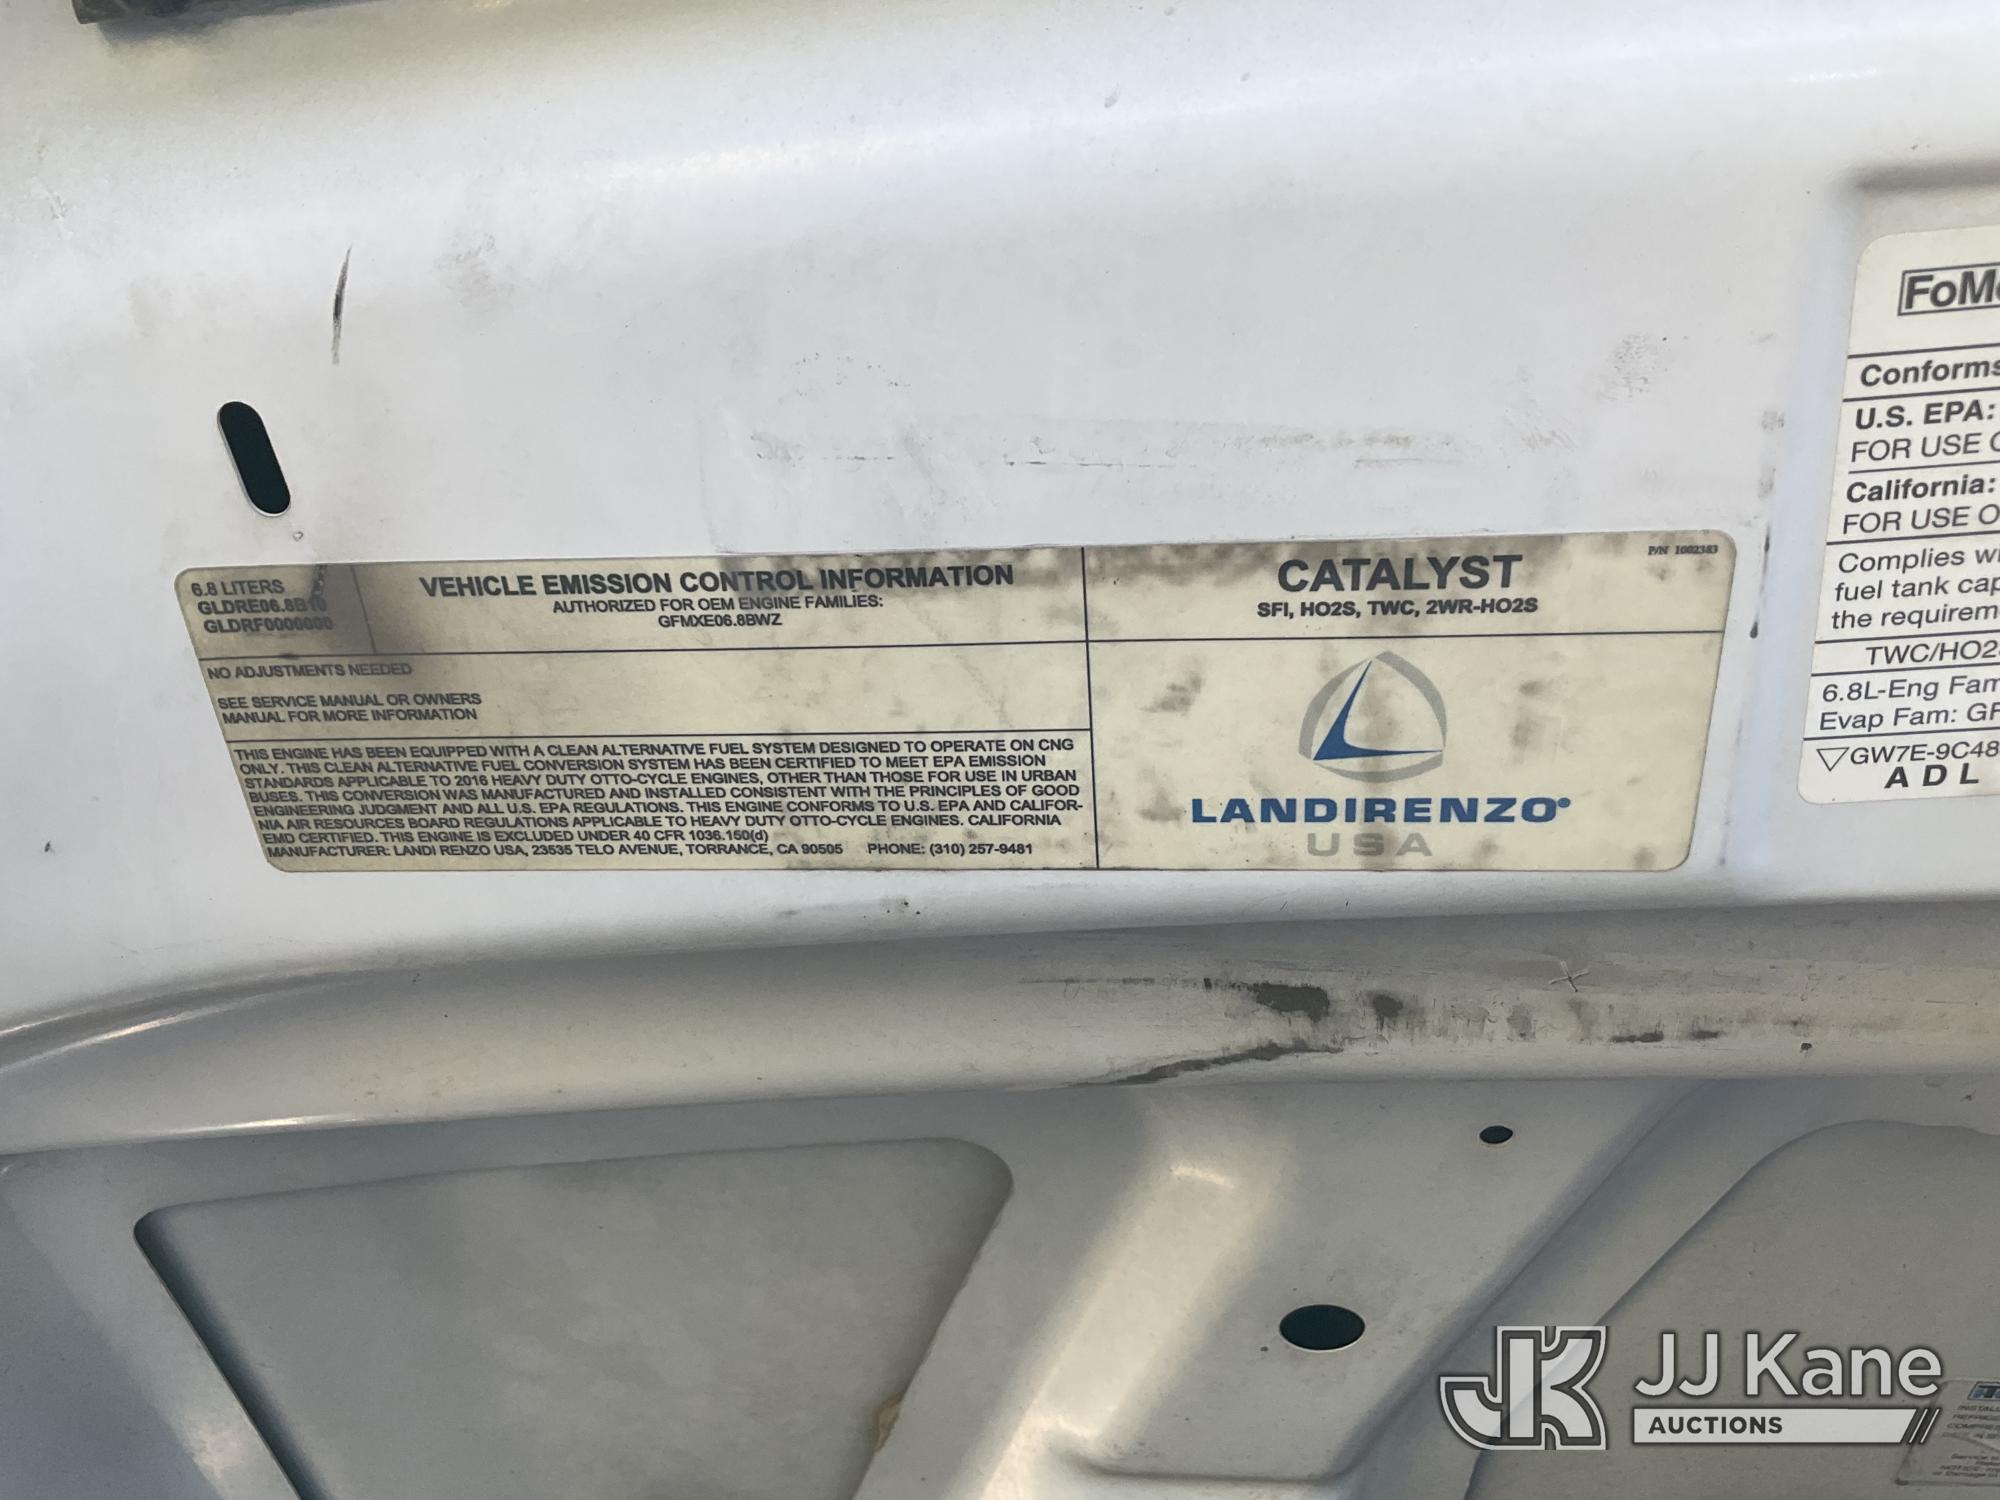 6.8 LITERS
GLDRE06.8B10
GLDRF0000000
VEHICLE EMISSION CONTROL INFORMATION
AUTHORIZED FOR OEM ENGINE FAMILIES:
GFMXE06.8BWZ
CATALYST
SFI, HO2S, TWC, 2WR-HO2S
P/N 1002383
NO ADJUSTMENTS NEEDED
SEE SERVICE MANUAL OR OWNERS
MANUAL FOR MORE INFORMATION
THIS ENGINE HAS BEEN EQUIPPED WITH A CLEAN ALTERNATIVE FUEL SYSTEM DESIGNED TO OPERATE ON CNG
ONLY. THIS CLEAN ALTERNATIVE FUEL CONVERSION SYSTEM HAS BEEN CERTIFIED TO MEET EPA EMISSION
STANDARDS APPLICABLE TO 2016 HEAVY DUTY OTTO-CYCLE ENGINES, OTHER THAN THOSE FOR USE IN URBAN
BUSES. THIS CONVERSION WAS MANUFACTURED AND INSTALLED CONSISTENT WITH THE PRINCIPLES OF GOOD
ENGINEERING JUDGMENT AND ALL U.S. EPA REGULATIONS. THIS ENGINE CONFORMS TO U.S. EPA AND CALIFOR-
NIA AIR RESOURCES BOARD REGULATIONS APPLICABLE TO HEAVY DUTY OTTO-CYCLE ENGINES. CALIFORNIA
EMD CERTIFIED. THIS ENGINE IS EXCLUDED UNDER 40 CFR 1036.150(d)
MANUFACTURER: LANDI RENZO USA, 23535 TELO AVENUE, TORRANCE, CA 90505 PHONE: (310) 257-9481
LANDIRENZO®
USA
FoM
Conforms
U.S. EPA:
FOR USE
California:
FOR USE O
Complies wi
fuel tank cap
the requirem
TWC/HO2
6.8L-Eng Fam
Evap Fam: GF
GW7E-9C48
A D L
JK JJ Kane
AUCTIONS